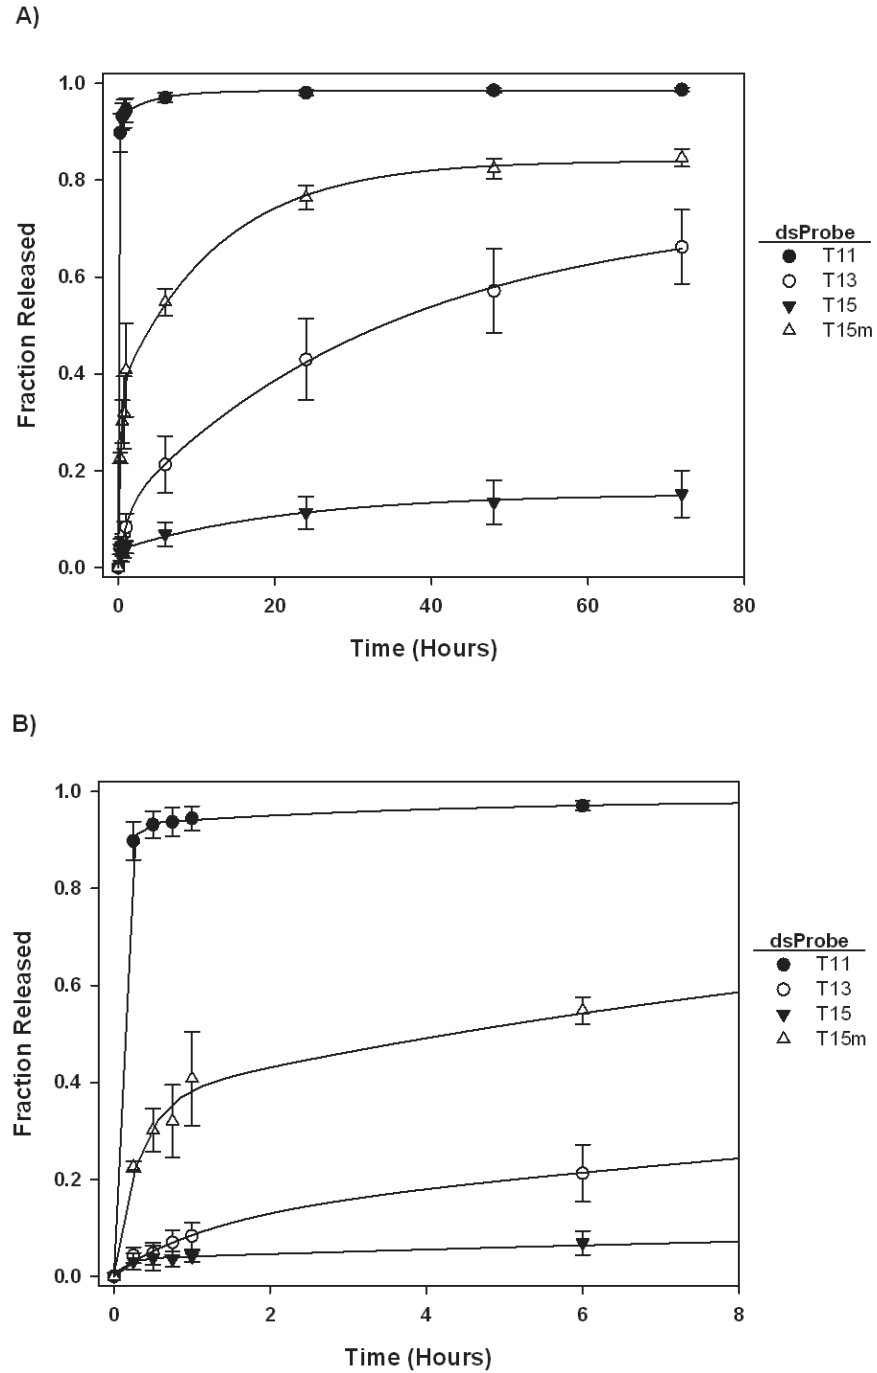 A)
1.0
0.8
0.6
0.4
0.2
0.0
Fraction Released
0 20 40 60 80
Time (Hours)
dsProbe
T11
T13
T15
T15m
B)
1.0
0.8
0.6
0.4
0.2
0.0
Fraction Released
0 2 4 6 8
Time (Hours)
dsProbe
T11
T13
T15
T15m